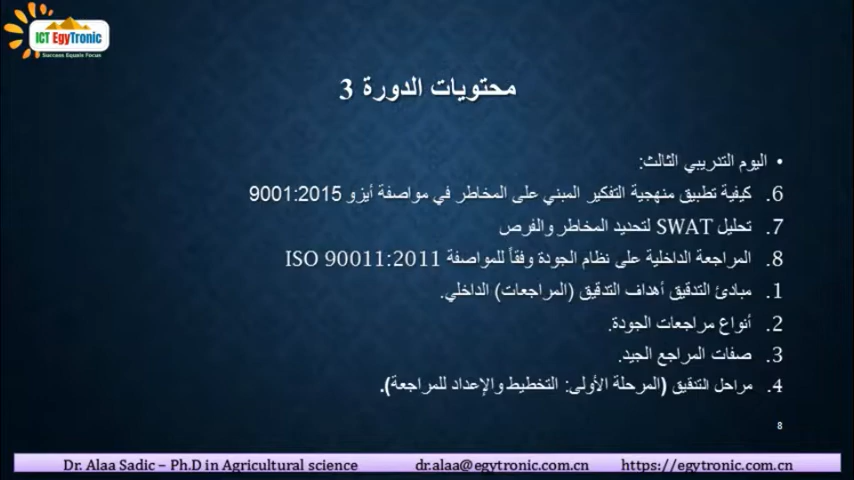 ICT EgyTronic
Success Equals Focus
محتويات الدورة 3
• اليوم التدريبي الثالث:
6. كيفية تطبيق منهجية التفكير المبني على المخاطر في مواصفة أيزو 9001:2015
7. تحليل SWAT لتحديد المخاطر والفرص
8. المراجعة الداخلية على نظام الجودة وفقاً للمواصفة ISO 90011:2011
1. مبادئ التدقيق أهداف التدقيق (المراجعات) الداخلي.
2. أنواع مراجعات الجودة.
3. صفات المراجع الجيد.
4. مراحل التدقيق (المرحلة الأولى: التخطيط والإعداد للمراجعة).
8
Dr. Alaa Sadic – Ph.D in Agricultural science dr.alaa@egytronic.com.cn https://egytronic.com.cn